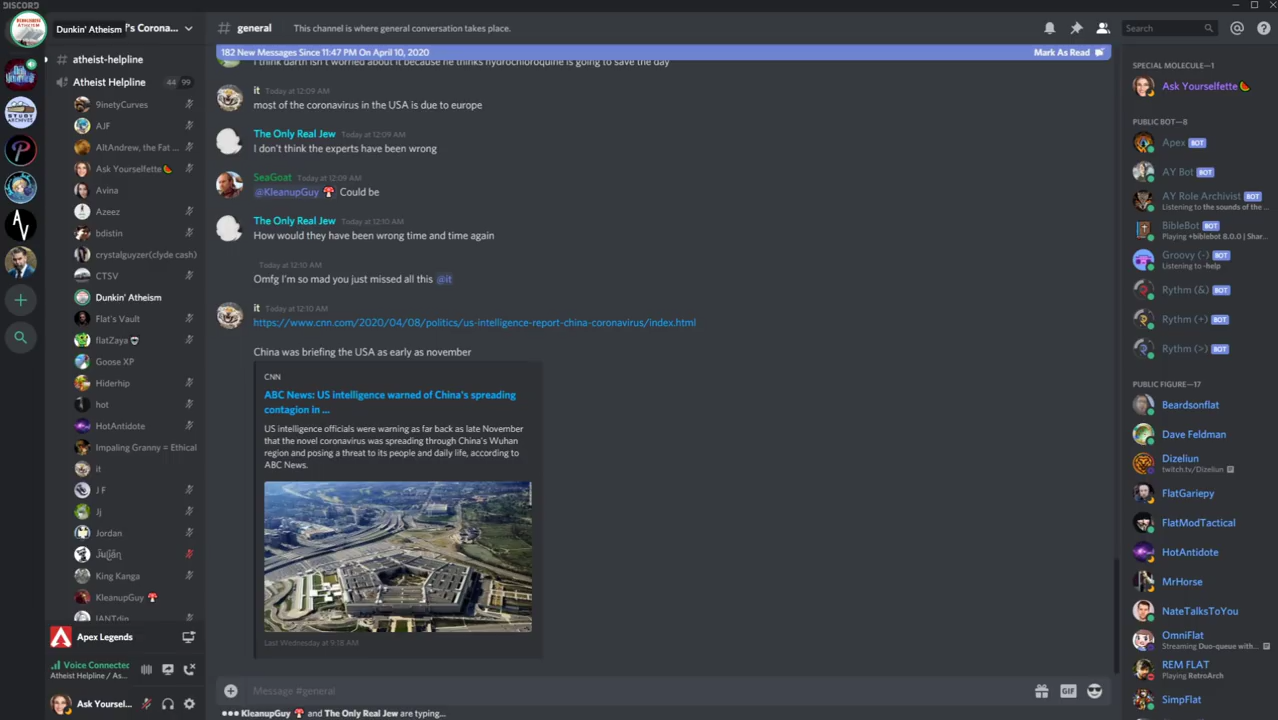 DISCORD
Dunkin' Atheism
's Corona...
# general
This channel is where general conversation takes place.
Search
182 New Messages Since 11:47 PM On April 10, 2020
Mark As Read
# atheist-helpline
Atheist Helpline 44 99
9inetyCurves
AJF
AltAndrew, the Fat ...
Ask Yourselfette
Avina
Azeez
bdistin
crystalguyzer(clyde cash)
CTSV
Dunkin' Atheism
Flat's Vault
flatZaya
Goose XP
Hiderhip
hot
HotAntidote
Impaling Granny = Ethical
it
J F
Jj
Jordan
King Kanga
KleanupGuy
Apex Legends
Voice Connected
Atheist Helpline / As...
Ask Yoursel...
I think darth isn't worried about it because he thinks hydrochloroquine is going to save the day
it Today at 12:09 AM
most of the coronavirus in the USA is due to europe
The Only Real Jew Today at 12:09 AM
I don't think the experts have been wrong
SeaGoat Today at 12:09 AM
@KleanupGuy Could be
The Only Real Jew Today at 12:10 AM
How would they have been wrong time and time again
Today at 12:10 AM
Omfg I'm so mad you just missed all this @it
it Today at 12:10 AM
https://www.cnn.com/2020/04/08/politics/us-intelligence-report-china-coronavirus/index.html
China was briefing the USA as early as november
CNN
ABC News: US intelligence warned of China's spreading
contagion in ...
US intelligence officials were warning as far back as late November
that the novel coronavirus was spreading through China's Wuhan
region and posing a threat to its people and daily life, according to
ABC News.
Last Wednesday at 9:18 AM
Message #general
GIF
KleanupGuy and The Only Real Jew are typing...
SPECIAL MOLECULE—1
Ask Yourselfette
PUBLIC BOT—8
Apex BOT
AY Bot BOT
AY Role Archivist BOT
Listening to the sounds of the ...
BibleBot BOT
Playing +biblebot 8.0.0 | Shar...
Groovy (-) BOT
Listening to -help
Rythm (&) BOT
Rythm (+) BOT
Rythm (>) BOT
PUBLIC FIGURE—17
Beardsonflat
Dave Feldman
Dizeliun
twitch.tv/Dizeliun
FlatGariepy
FlatModTactical
HotAntidote
MrHorse
NateTalksToYou
OmniFlat
Streaming Duo-queue with...
REM FLAT
Playing RetroArch
SimpFlat